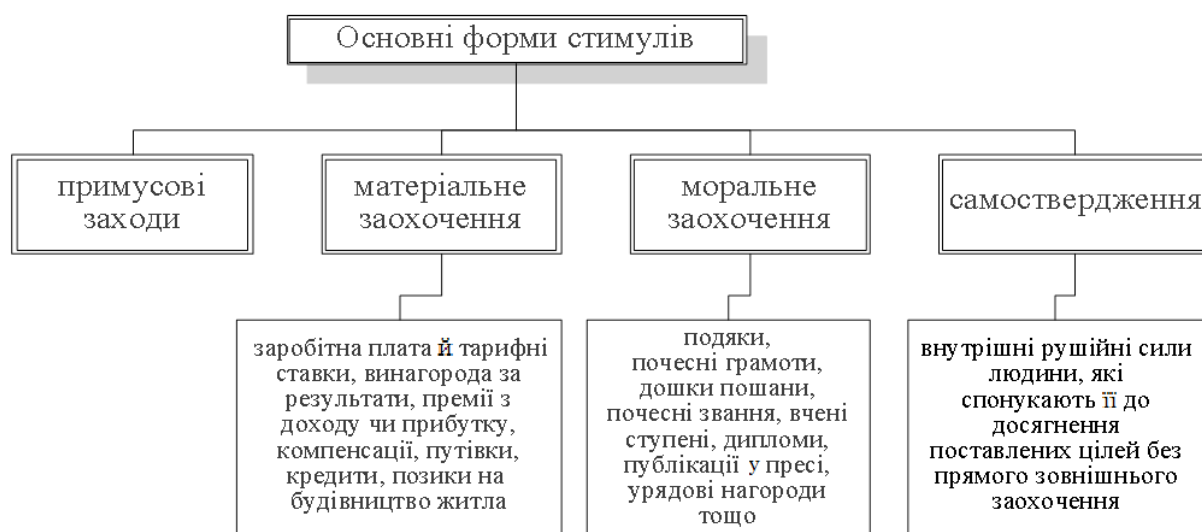 Основні форми стимулів
примусові
заходи
матеріальне
заохочення
моральне
заохочення
самоствердження
заробітна плата й тарифні
ставки, винагорода за
результати, премії з
доходу чи прибутку,
компенсації, путівки,
кредити, позики на
будівництво житла
подяки,
почесні грамоти,
дошки пошани,
почесні звання, вчені
ступені, дипломи,
публікації у пресі,
урядові нагороди
тощо
внутрішні рушійні сили
людини, які
спонукають її до
досягнення
поставлених цілей без
прямого зовнішнього
заохочення